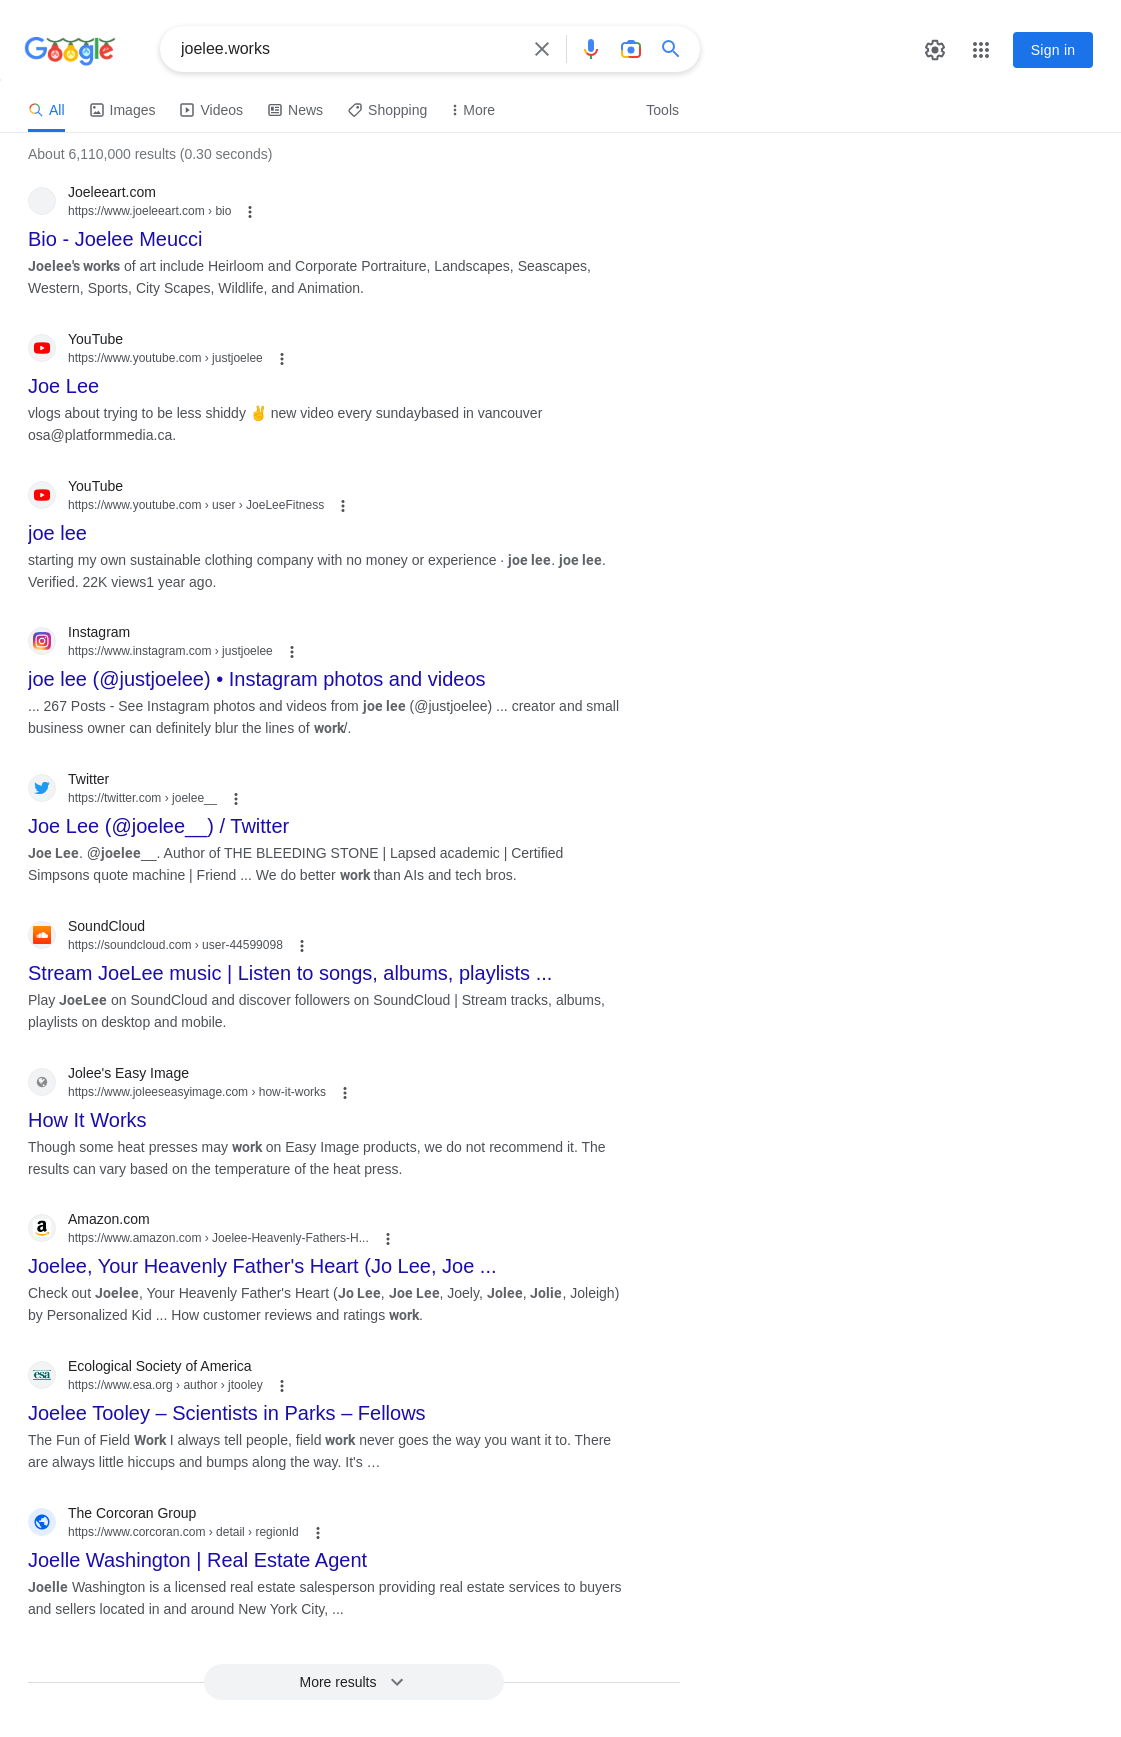 Google
joelee.works
Sign in
All
Images
Videos
News
Shopping
More
Tools
About 6,110,000 results (0.30 seconds)
Joeleeart.com
https://www.joeleeart.com › bio
Bio - Joelee Meucci
Joelee's works of art include Heirloom and Corporate Portraiture, Landscapes, Seascapes,
Western, Sports, City Scapes, Wildlife, and Animation.
YouTube
https://www.youtube.com › justjoelee
Joe Lee
vlogs about trying to be less shiddy ✌️ new video every sundaybased in vancouver
osa@platformmedia.ca.
YouTube
https://www.youtube.com › user › JoeLeeFitness
joe lee
starting my own sustainable clothing company with no money or experience · joe lee. joe lee.
Verified. 22K views1 year ago.
Instagram
https://www.instagram.com › justjoelee
joe lee (@justjoelee) • Instagram photos and videos
... 267 Posts - See Instagram photos and videos from joe lee (@justjoelee) ... creator and small
business owner can definitely blur the lines of work/.
Twitter
https://twitter.com › joelee__
Joe Lee (@joelee__) / Twitter
Joe Lee. @joelee__. Author of THE BLEEDING STONE | Lapsed academic | Certified
Simpsons quote machine | Friend ... We do better work than AIs and tech bros.
SoundCloud
https://soundcloud.com › user-44599098
Stream JoeLee music | Listen to songs, albums, playlists ...
Play JoeLee on SoundCloud and discover followers on SoundCloud | Stream tracks, albums,
playlists on desktop and mobile.
Jolee's Easy Image
https://www.joleeseasyimage.com › how-it-works
How It Works
Though some heat presses may work on Easy Image products, we do not recommend it. The
results can vary based on the temperature of the heat press.
a
Amazon.com
https://www.amazon.com › Joelee-Heavenly-Fathers-H...
Joelee, Your Heavenly Father's Heart (Jo Lee, Joe ...
Check out Joelee, Your Heavenly Father's Heart (Jo Lee, Joe Lee, Joely, Jolee, Jolie, Joleigh)
by Personalized Kid ... How customer reviews and ratings work.
esa
Ecological Society of America
https://www.esa.org › author › jtooley
Joelee Tooley – Scientists in Parks – Fellows
The Fun of Field Work I always tell people, field work never goes the way you want it to. There
are always little hiccups and bumps along the way. It's …
The Corcoran Group
https://www.corcoran.com › detail › regionId
Joelle Washington | Real Estate Agent
Joelle Washington is a licensed real estate salesperson providing real estate services to buyers
and sellers located in and around New York City, ...
More results